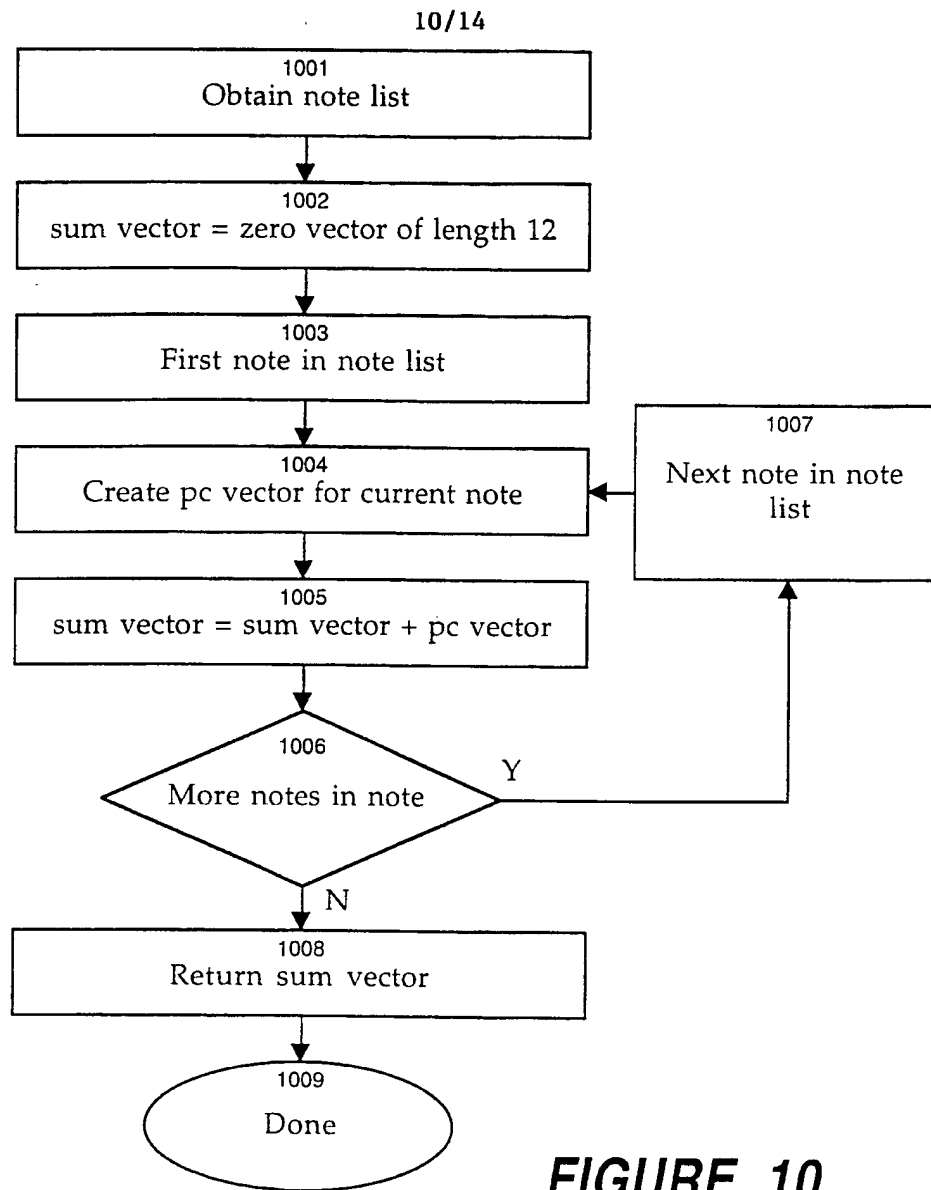 10/14
1001
Obtain note list
1002
sum vector = zero vector of length 12
1003
First note in note list
1004
Create pc vector for current note
1007
Next note in note
list
1005
sum vector = sum vector + pc vector
1006
More notes in note
Y
N
1008
Return sum vector
1009
Done
FIGURE 10